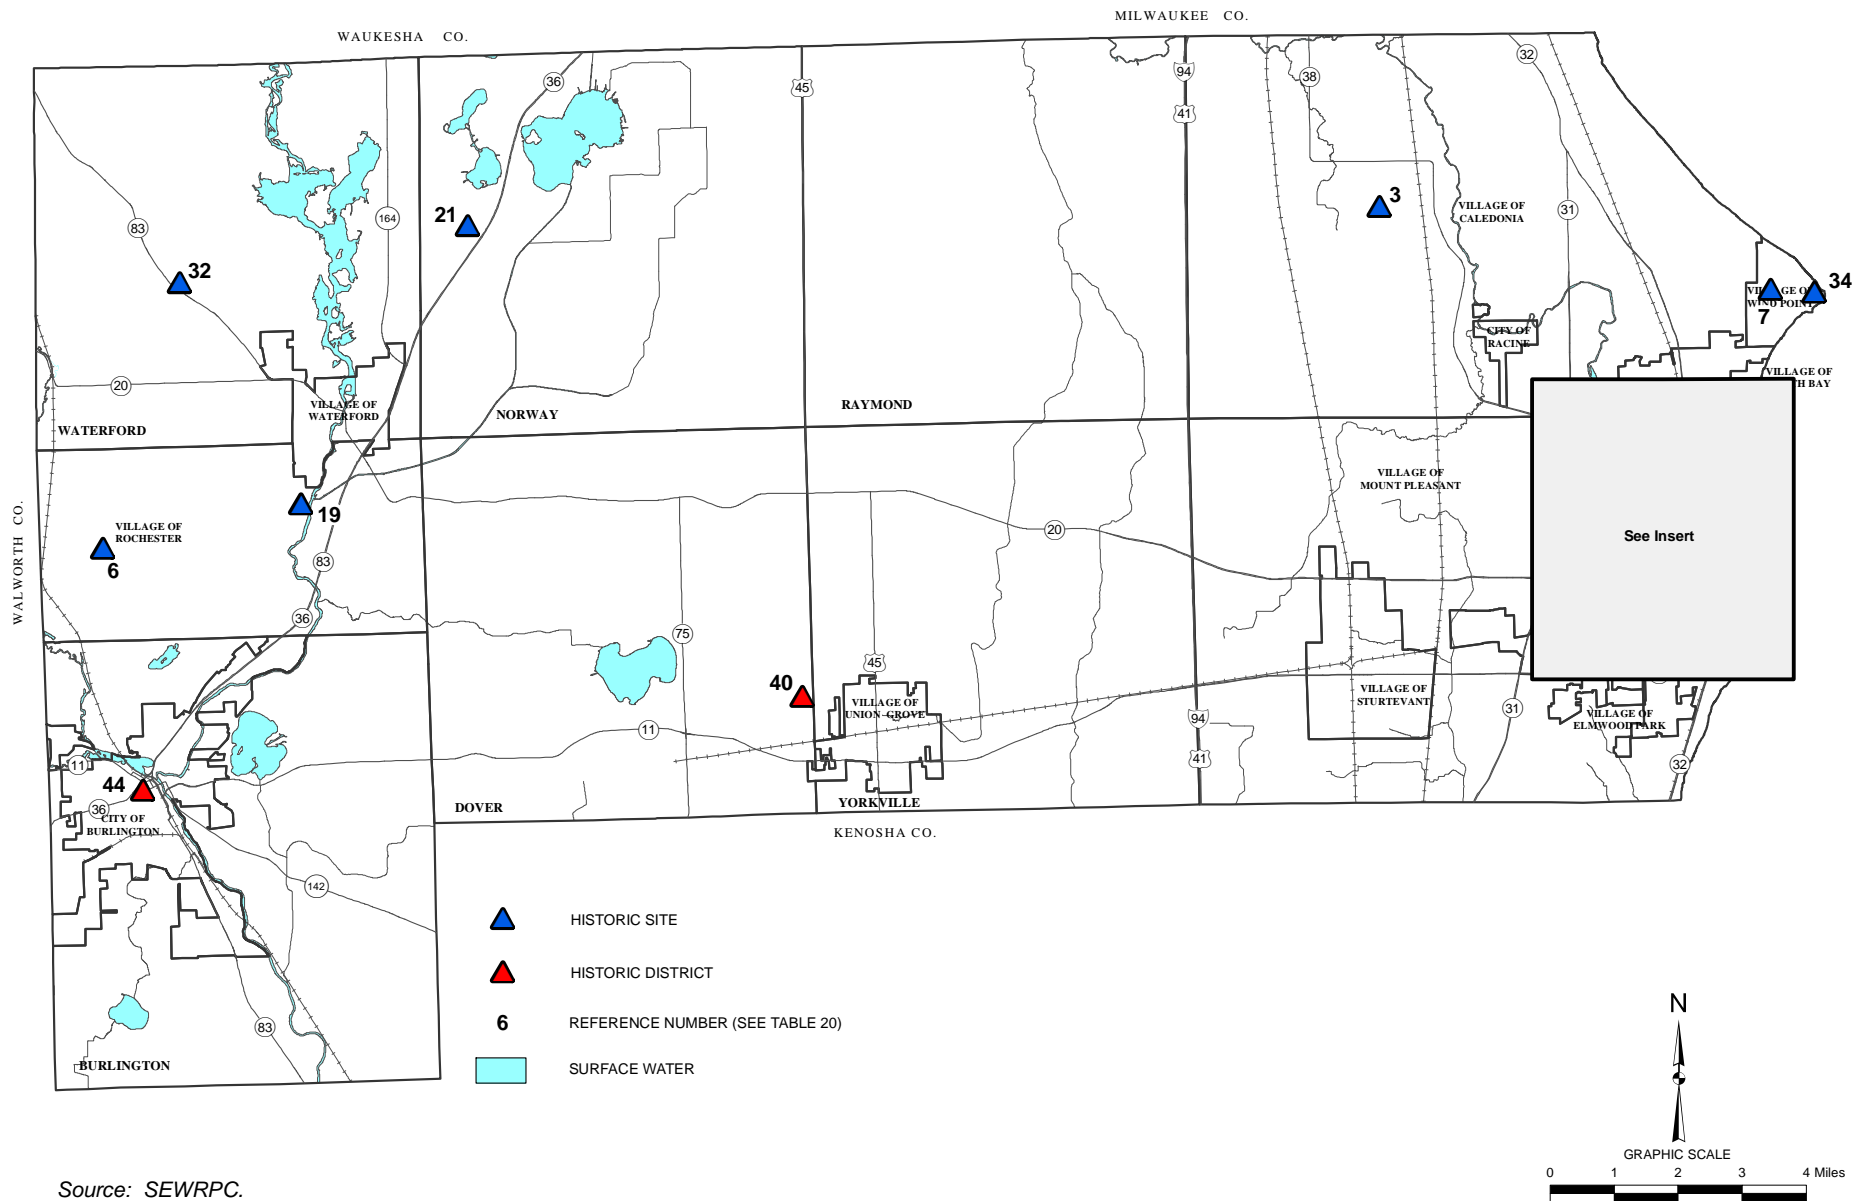 MILWAUKEE CO.
WAUKESHA CO.
36
45
94
41
38
32
164
83
21
3
31
VILLAGE OF
CALEDONIA
32
34
VILLAGE OF
WIND POINT
7
CITY OF
RACINE
20
VILLAGE OF
WATERFORD
NORWAY
RAYMOND
WATERFORD
VILLAGE OF
H BAY
VILLAGE OF
MOUNT PLEASANT
WALWORTH CO.
VILLAGE OF
ROCHESTER
19
6
83
20
See Insert
36
75
45
40
VILLAGE OF
UNION GROVE
11
94
41
VILLAGE OF
STURTEVANT
31
VILLAGE OF
ELMWOOD PARK
32
11
44
36
CITY OF
BURLINGTON
DOVER
YORKVILLE
KENOSHA CO.
142
83
BURLINGTON
HISTORIC SITE
HISTORIC DISTRICT
6 REFERENCE NUMBER (SEE TABLE 20)
SURFACE WATER
N
GRAPHIC SCALE
0 1 2 3 4 Miles
Source: SEWRPC.